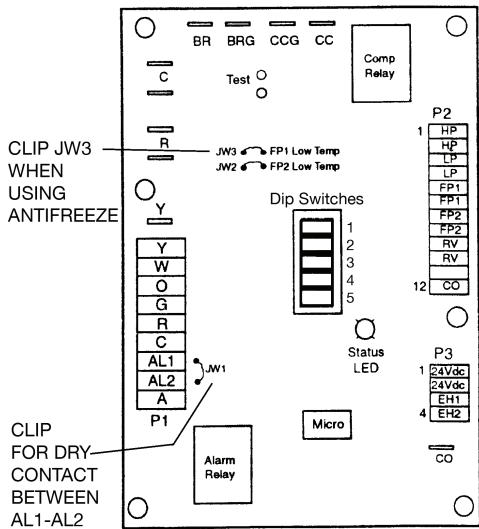 BR BRG CCG CC
C
Test
Comp
Relay
P2
1 HP
HP
LP
LP
FP1
FP1
FP2
FP2
RV
RV
12 CO
R
CLIP JW3
WHEN
USING
ANTIFREEZE
JW3 FP1 Low Temp
JW2 FP2 Low Temp
Dip Switches
1
2
3
4
5
Y
Y
W
O
G
R
C
AL1
AL2
A
P1
JW1
Status
LED
P3
1 24Vdc
24Vdc
EH1
4 EH2
CO
Micro
Alarm
Relay
CLIP
FOR DRY
CONTACT
BETWEEN
AL1-AL2